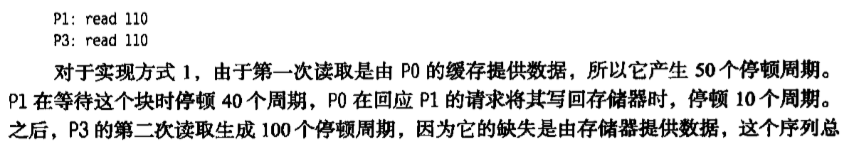 P1: read 110
P3: read 110
对于实现方式 1，由于第一次读取是由 P0 的缓存提供数据，所以它产生 50 个停顿周期。
P1 在等待这个块时停顿 40 个周期，P0 在回应 P1 的请求将其写回存储器时，停顿 10 个周期。
之后，P3 的第二次读取生成 100 个停顿周期，因为它的缺失是由存储器提供数据，这个序列总